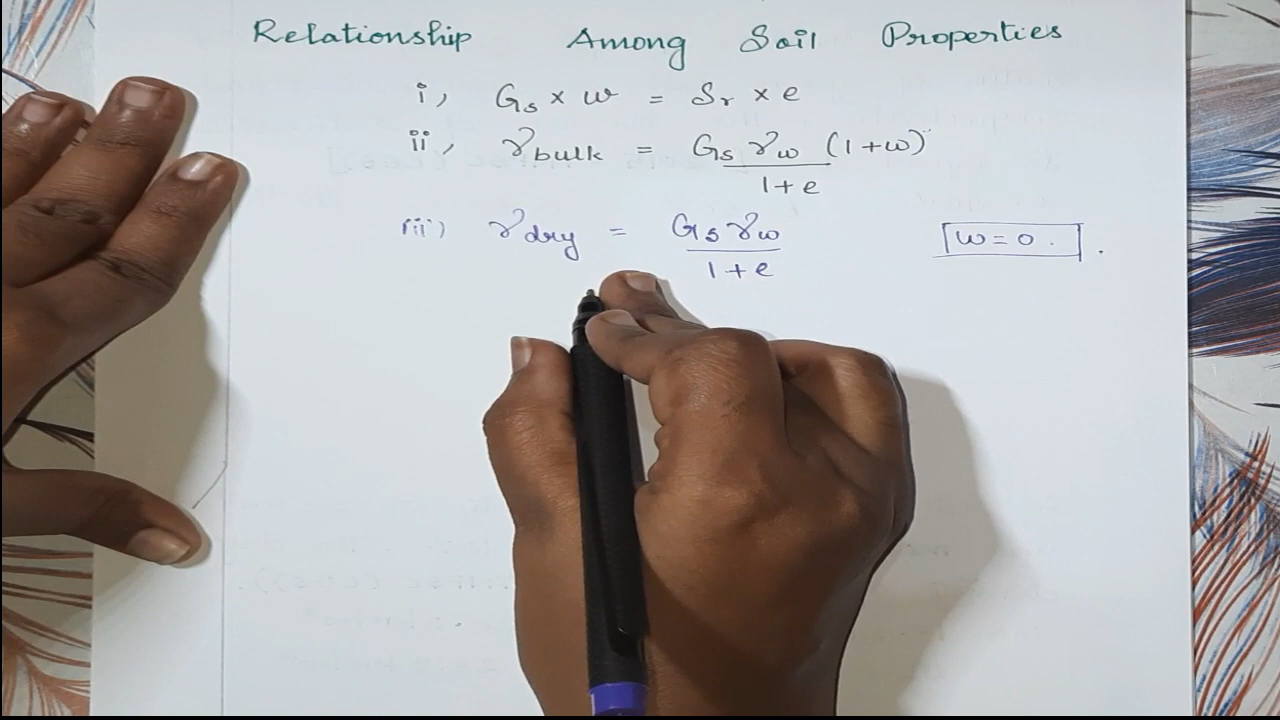 Relationship Among Soil Properties
i, Gs × w = Sr × e
ii, γbulk = Gs γw (1+w)
1+e
iii) γdry = Gs γw w=0.
1+e